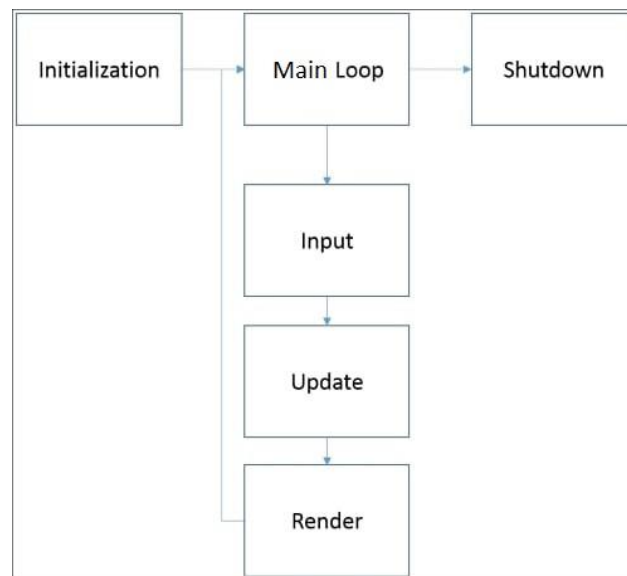 Initialization
Main Loop
Shutdown
Input
Update
Render